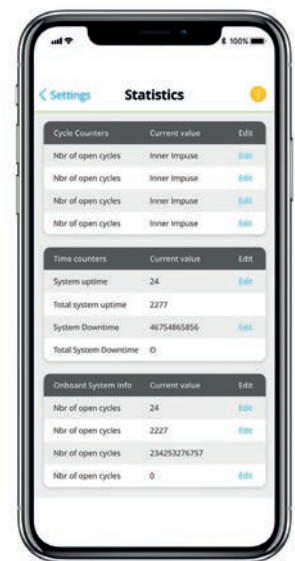 100%
Settings Statistics !
Cycle Counters Current value Edit
Nbr of open cycles Inner Impuse Edit
Nbr of open cycles Inner Impuse Edit
Nbr of open cycles Inner Impuse Edit
Nbr of open cycles Inner Impuse Edit
Time counters Current value Edit
System uptime 24 Edit
Total system uptime 2277
System Downtime 46754865856 Edit
Total System Downtime O
Onboard System Info Current value Edit
Nbr of open cycles 24 Edit
Nbr of open cycles 2227 Edit
Nbr of open cycles 234253276757
Nbr of open cycles 0 Edit